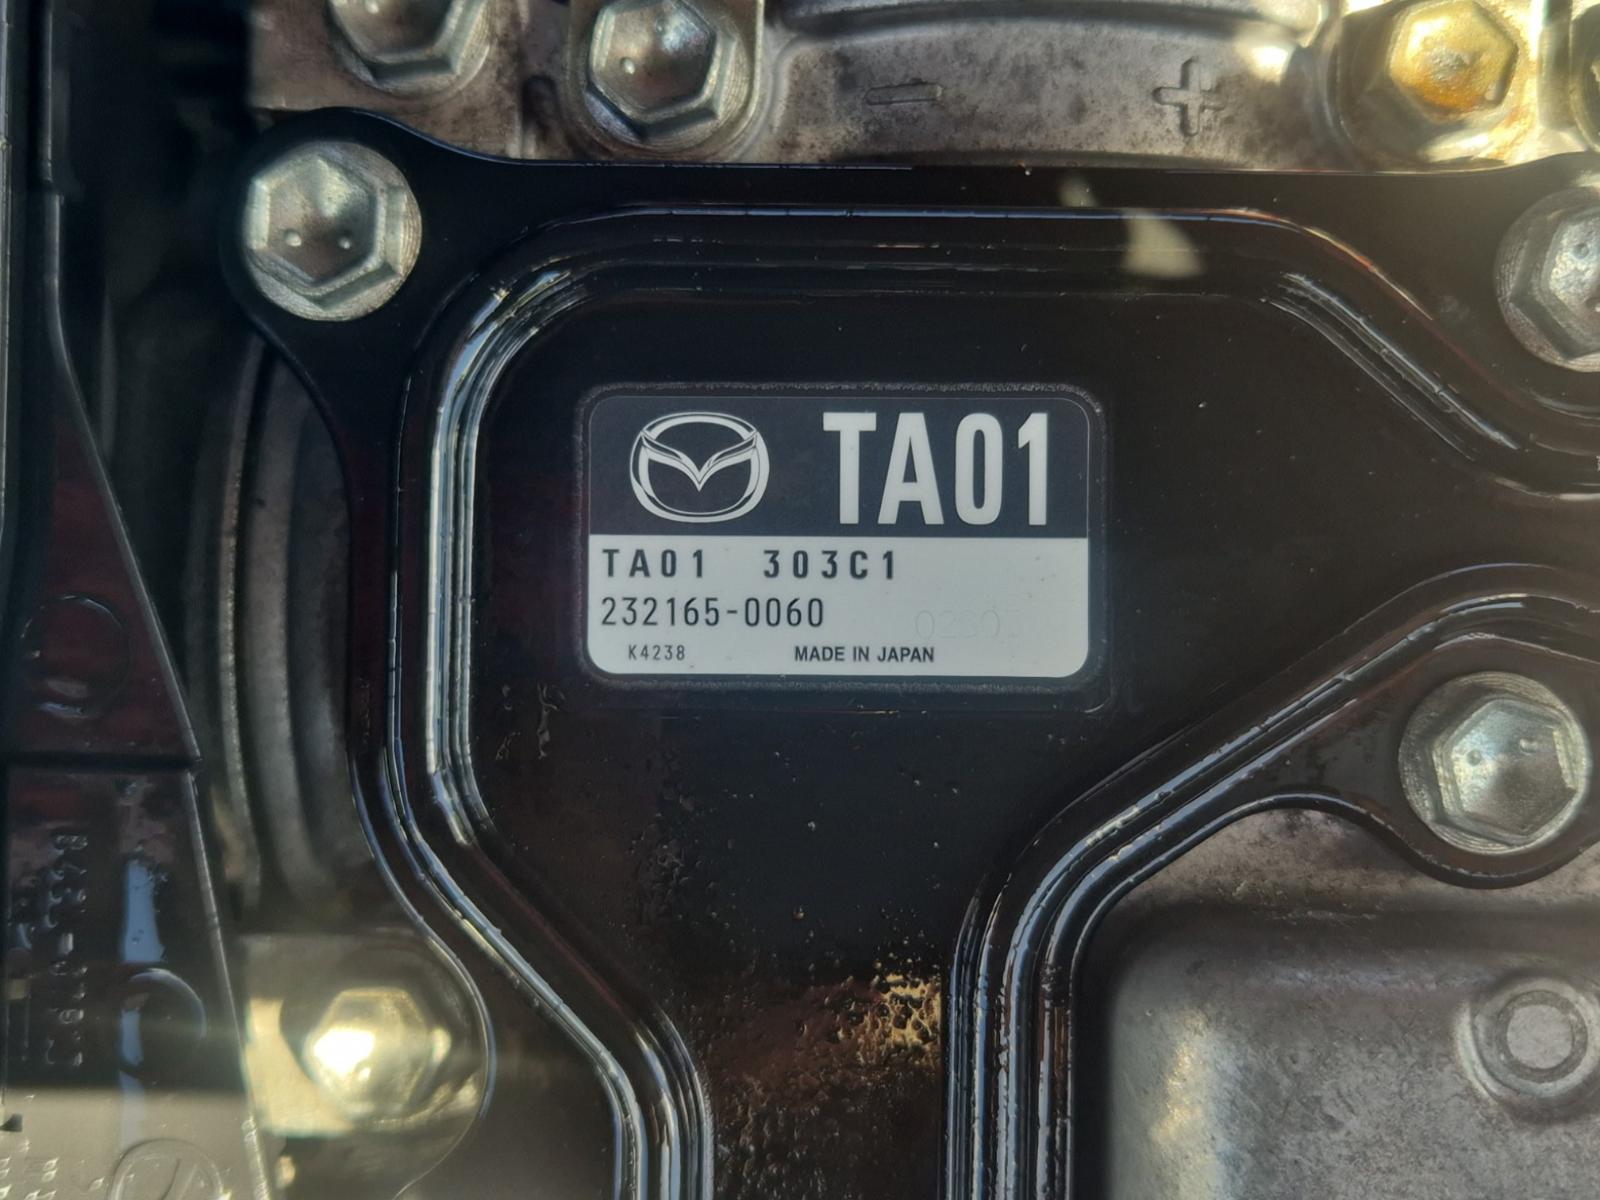 − +
TA01
TA01 303C1
232165-0060
K4238 MADE IN JAPAN